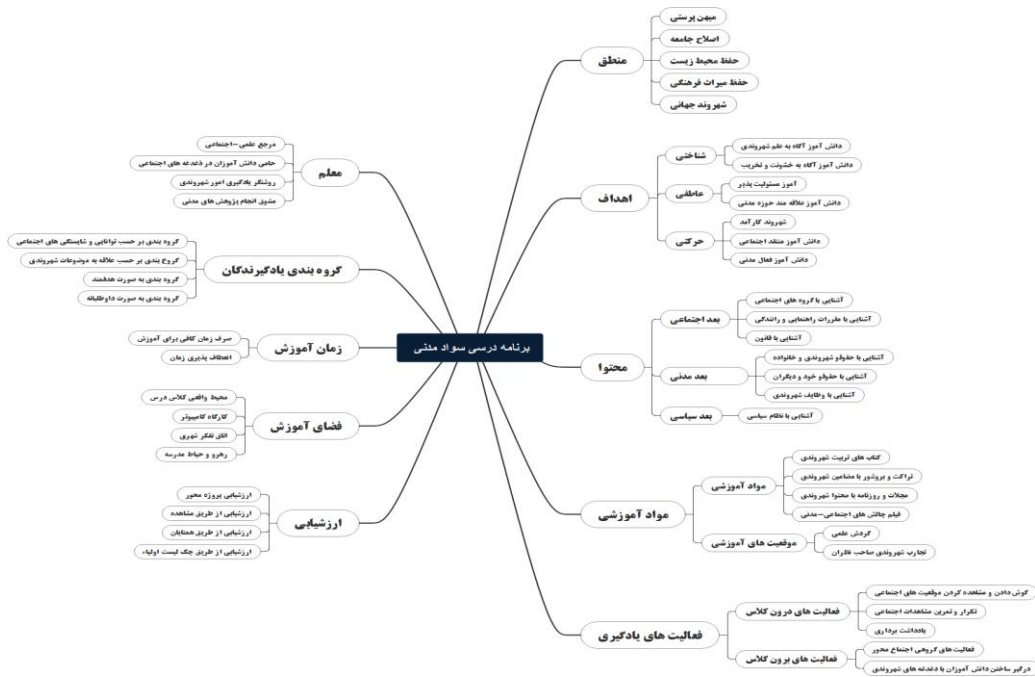 برنامه درسی سواد مدنی
منطق
میهن پرستی
اصلاح جامعه
حفظ محیط زیست
حفظ میراث فرهنگی
شهروند جهانی
اهداف
شناختی
دانش آموز آگاه به علم شهروندی
دانش آموز آگاه به خشونت و تخریب
عاطفی
آموز مسئولیت پذیر
دانش آموز علاقه مند حوزه مدنی
حرکتی
شهروند کارآمد
دانش آموز منتقد اجتماعی
دانش آموز فعال مدنی
محتوا
بعد اجتماعی
آشنایی با گروه های اجتماعی
آشنایی با مقررات راهنمایی و رانندگی
آشنایی با قانون
بعد مدنی
آشنایی با حقوقو شهروندی و خانواده
آشنایی با حقوقو خود و دیگران
آشنایی با وظایف شهروندی
بعد سیاسی
آشنایی با نظام سیاسی
مواد آموزشی
مواد آموزشی
کتاب های تربیت شهروندی
تراکت و بروشور با مضامین شهروندی
مجلات و روزنامه با محتوا شهروندی
فیلم چالش های اجتماعی-مدنی
موقعیت های آموزشی
گردش علمی
تجارب شهروندی صاحب نظران
فعالیت های یادگیری
فعالیت های درون کلاس
گوش دادن و مشاهده کردن موقعیت های اجتماعی
تکرار و تمرین مشاهدات اجتماعی
یادداشت برداری
فعالیت های برون کلاس
فعالیت های گروهی اجتماع محور
درگیر ساختن دانش آموزان با دغدغه های شهروندی
معلم
مرجع علمی-اجتماعی
حامی دانش آموزان در دغدغه های اجتماعی
روشنگر یادگیری امور شهروندی
مشوق انجام پژوهش های مدنی
گروه بندی یادگیرندگان
گروه بندی بر حسب توانایی و شایستگی های اجتماعی
گروح بندی بر حسب علاقه به موضوعات شهروندی
گروه بندی به صورت هدفمند
گروه بندی به صورت داوطلبانه
زمان آموزش
صرف زمان کافی برای آموزش
انعطاف پذیری زمان
فضای آموزش
محیط واقعی کلاس درس
کارگاه کامپیوتر
اتاق تفکر شهری
رهرو و حیاط مدرسه
ارزشیابی
ارزشیابی پروژه محور
ارزشیابی از طریق مشاهده
ارزشیابی از طریق همتایان
ارزشیابی از طریق چک لیست اولیاء